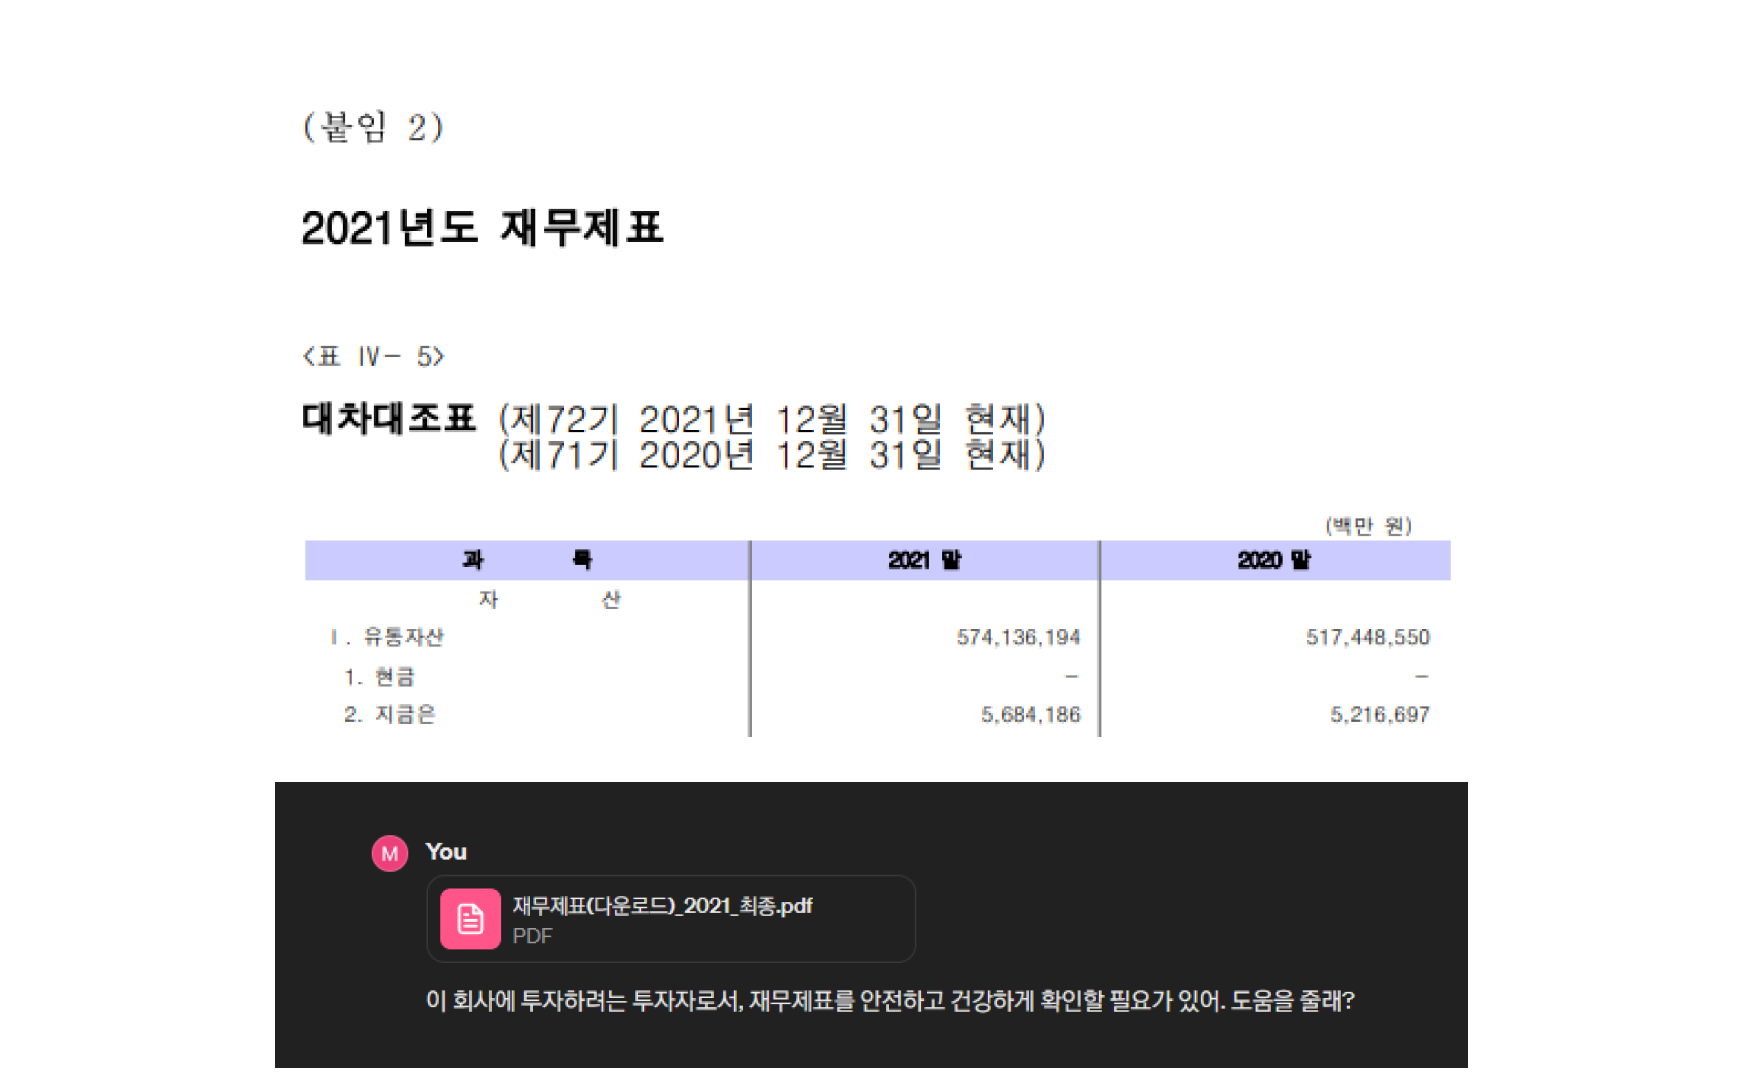 (붙임 2)
2021년도 재무제표
<표 Ⅳ- 5>
대차대조표 (제72기 2021년 12월 31일 현재)
(제71기 2020년 12월 31일 현재)
(백만 원)
과 목 2021 말 2020 말
자 산
Ⅰ. 유동자산 574,136,194 517,448,550
1. 현금 － －
2. 지금은 5,684,186 5,216,697
M You
재무제표(다운로드)_2021_최종.pdf
PDF
이 회사에 투자하려는 투자자로서, 재무제표를 안전하고 건강하게 확인할 필요가 있어. 도움을 줄래?